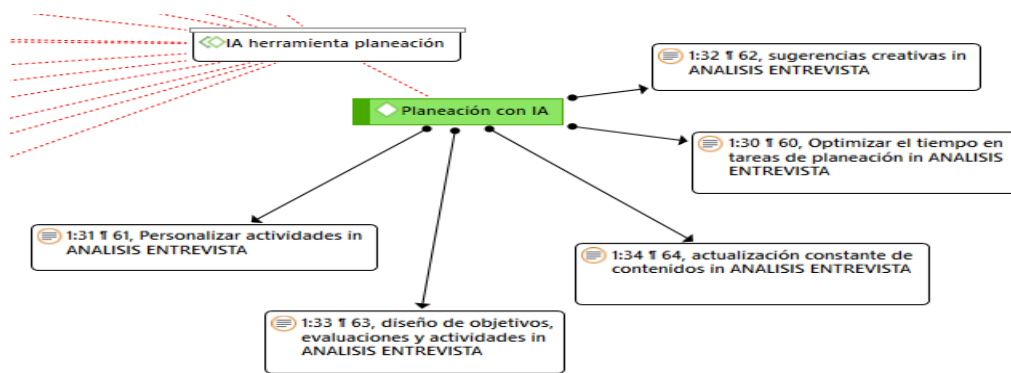 IA herramienta planeación
1:32 ¶ 62, sugerencias creativas in
ANALISIS ENTREVISTA
Planeación con IA
1:30 ¶ 60, Optimizar el tiempo en
tareas de planeación in ANALISIS
ENTREVISTA
1:31 ¶ 61, Personalizar actividades in
ANALISIS ENTREVISTA
1:34 ¶ 64, actualización constante de
contenidos in ANALISIS ENTREVISTA
1:33 ¶ 63, diseño de objetivos,
evaluaciones y actividades in
ANALISIS ENTREVISTA